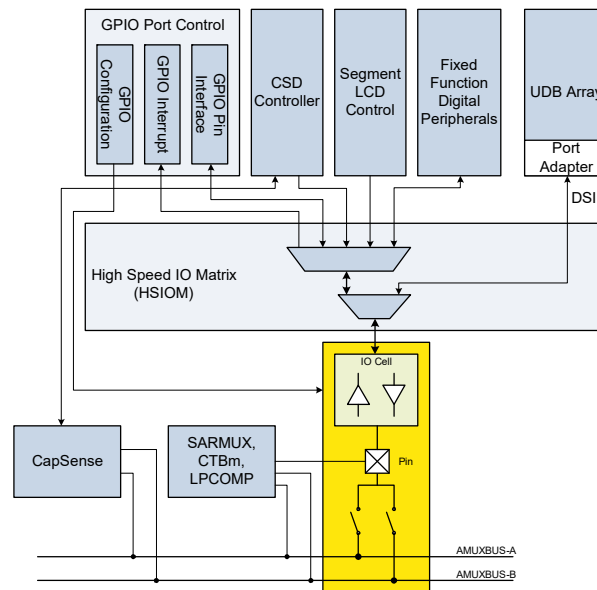 GPIO Port Control
GPIO
Configuration
GPIO Interrupt
GPIO Pin
Interface
CSD
Controller
Segment
LCD
Control
Fixed
Function
Digital
Peripherals
UDB Array
Port
Adapter
DSI
High Speed IO Matrix
(HSIOM)
IO Cell
CapSense
SARMUX,
CTBm,
LPCOMP
Pin
AMUXBUS-A
AMUXBUS-B